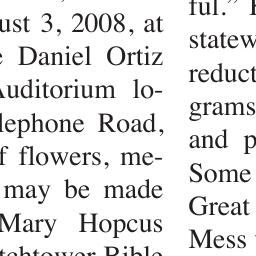 ust 3, 2008, at
Daniel Ortiz
Auditorium lo-
lephone Road,
f flowers, me-
may be made
Mary Hopcus
tchtower Bible
ful."
statew
reduct
grams
and p
Some
Great
Mess